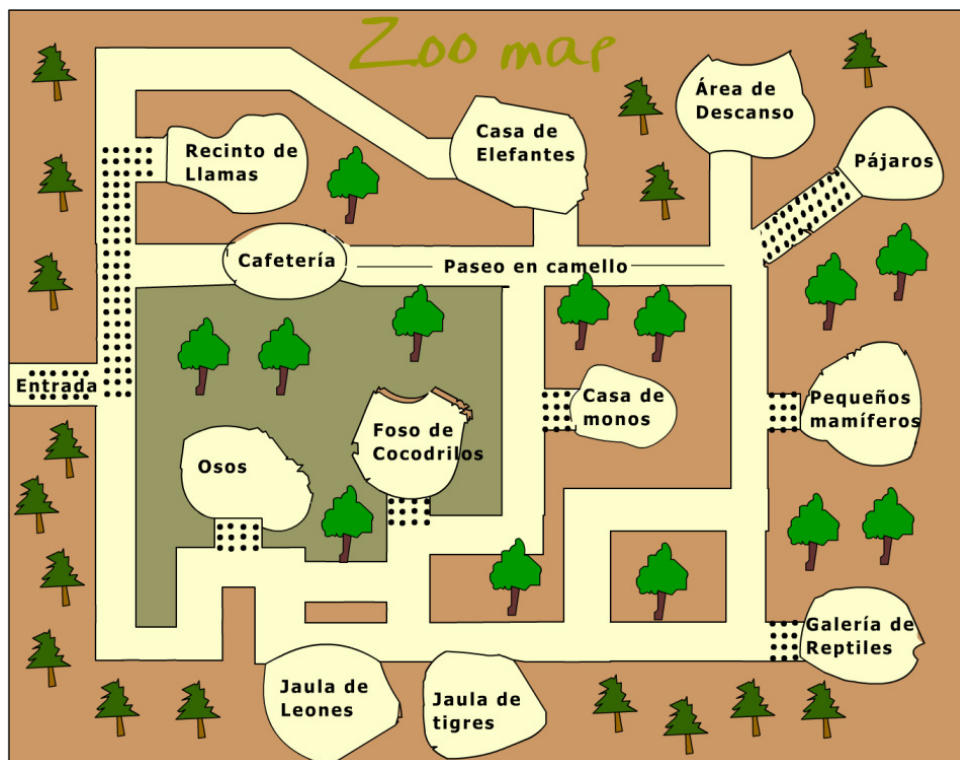 Zoo map
Área de
Descanso
Casa de
Elefantes
Recinto de
Llamas
Pájaros
Cafetería
Paseo en camello
Entrada
Casa de
monos
Pequeños
mamíferos
Foso de
Cocodrilos
Osos
Galería de
Reptiles
Jaula de
Leones
Jaula de
tigres